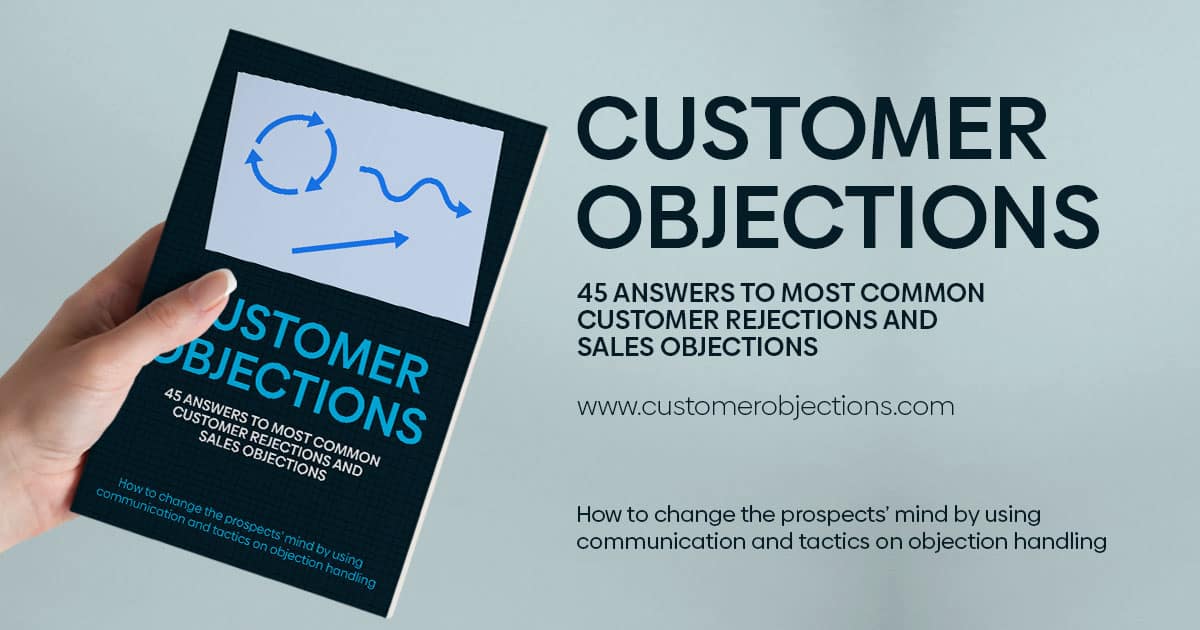 CUSTOMER
OBJECTIONS
45 ANSWERS TO MOST COMMON
CUSTOMER REJECTIONS AND
SALES OBJECTIONS
How to change the prospects' mind by using
communication and tactics on objection handling
CUSTOMER
OBJECTIONS
45 ANSWERS TO MOST COMMON
CUSTOMER REJECTIONS AND
SALES OBJECTIONS
www.customerobjections.com
How to change the prospects' mind by using
communication and tactics on objection handling